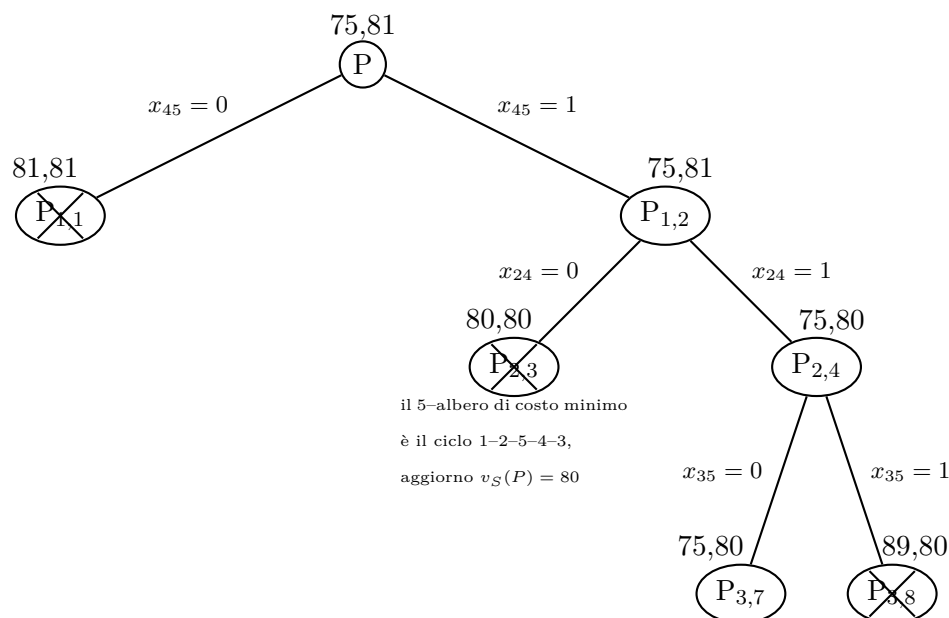 75,81
P
x45 = 0
x45 = 1
81,81
75,81
P1,1
P1,2
x24 = 0
x24 = 1
80,80
75,80
P2,3
P2,4
il 5–albero di costo minimo
è il ciclo 1–2–5–4–3,
aggiorno vS(P) = 80
x35 = 0
x35 = 1
75,80
89,80
P3,7
P3,8